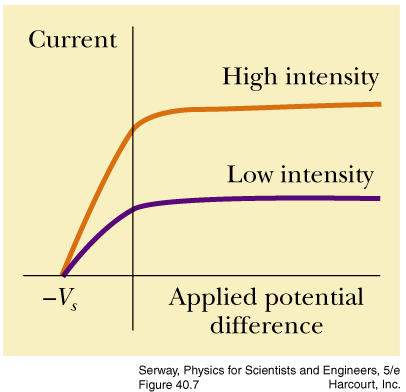 Current
High intensity
Low intensity
−Vs
Applied potential
difference
Serway, Physics for Scientists and Engineers, 5/e
Figure 40.7
Harcourt, Inc.